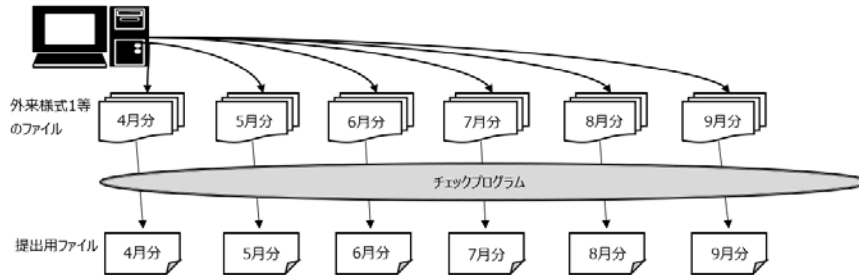 外来様式1等
のファイル
4月分
5月分
6月分
7月分
8月分
9月分
チェックプログラム
提出用ファイル
4月分
5月分
6月分
7月分
8月分
9月分